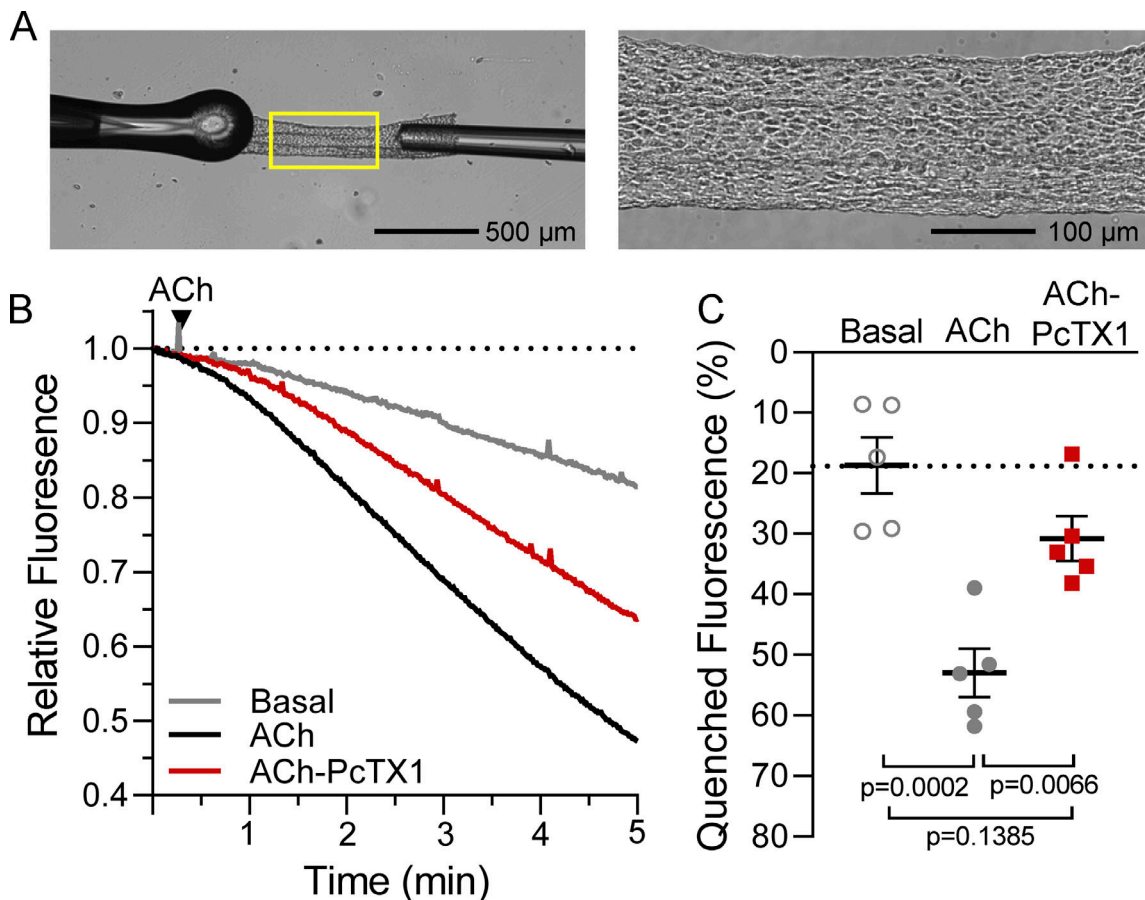 A
500 µm
100 µm
B
ACh
1.0
0.9
0.8
0.7
0.6
0.5
0.4
Relative Fluoresence
Basal
ACh
ACh-PcTX1
1
2
3
4
5
Time (min)
C
Basal
ACh
ACh-
PcTX1
0
10
20
30
40
50
60
70
80
Quenched Fluorescence (%)
p=0.0002
p=0.0066
p=0.1385